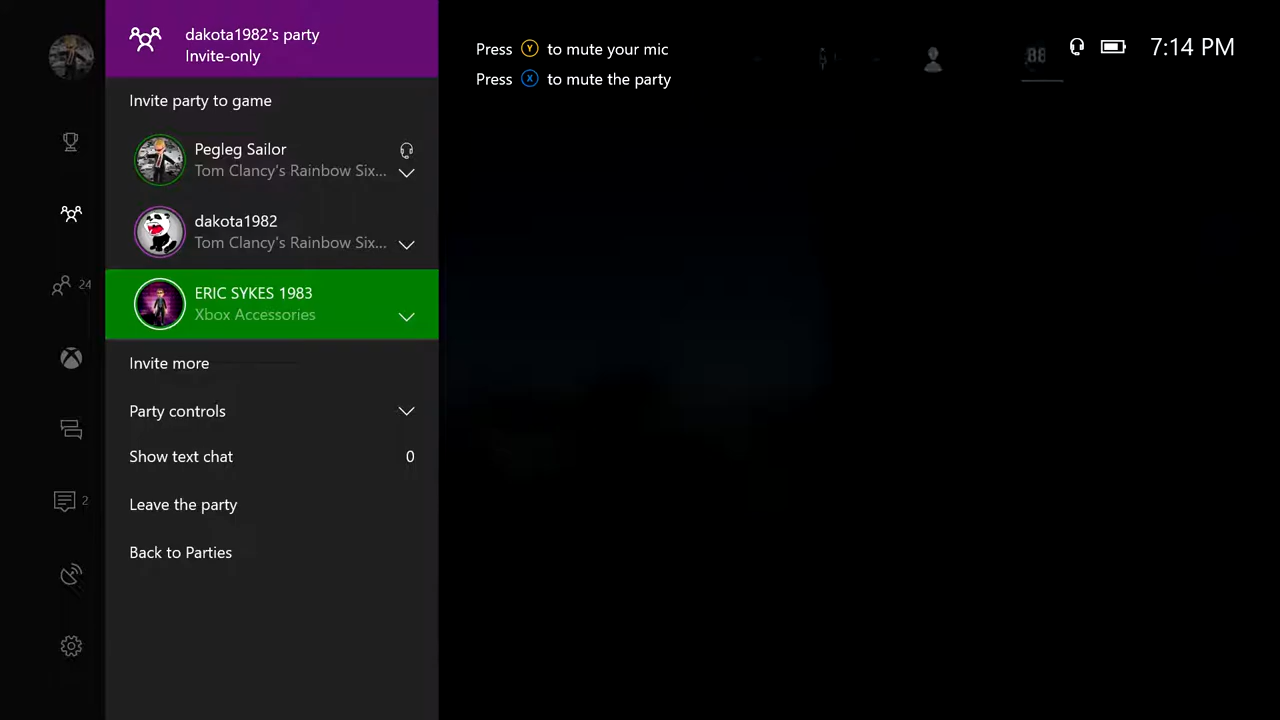 dakota1982's party
Invite-only
Press Y to mute your mic
Press X to mute the party
88
7:14 PM
Invite party to game
Pegleg Sailor
Tom Clancy's Rainbow Six...
dakota1982
Tom Clancy's Rainbow Six...
24
ERIC SYKES 1983
Xbox Accessories
Invite more
Party controls
Show text chat 0
2
Leave the party
Back to Parties